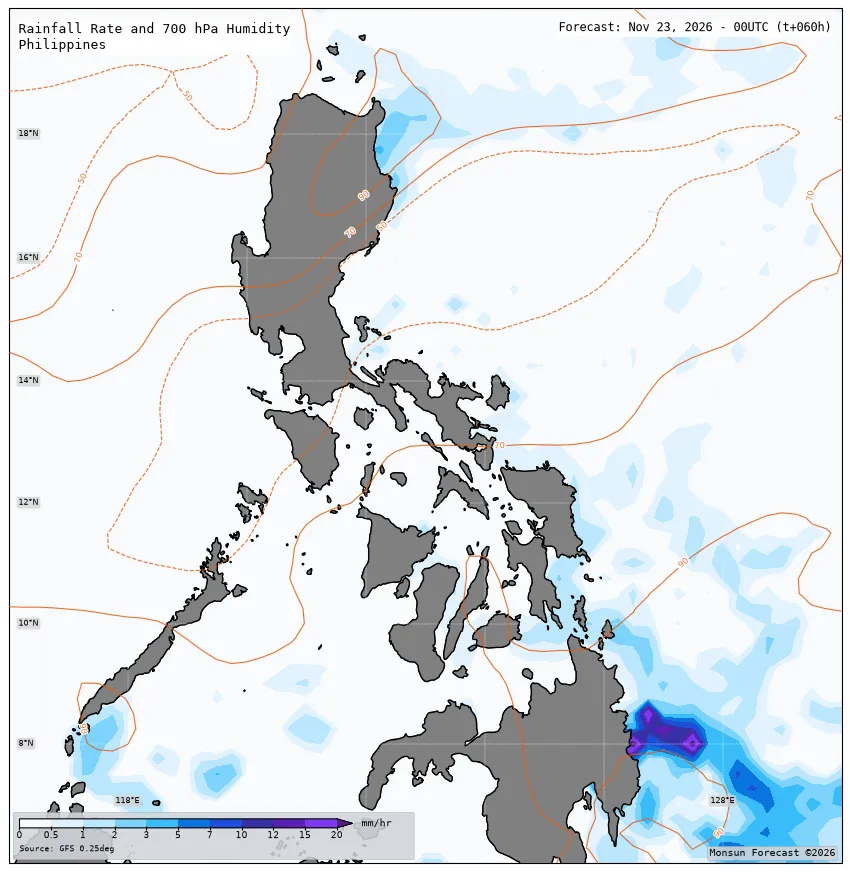 Rainfall Rate and 700 hPa Humidity
Philippines
Forecast: Nov 23, 2026 - 00UTC (t+060h)
50
18°N
50
90
70
50
70
70
16°N
14°N
70
12°N
90
10°N
90
8°N
118°E
128°E
90
0 0.5 1 2 3 5 7 10 12 15 20 mm/hr
Source: GFS 0.25deg
Monsun Forecast ©2026